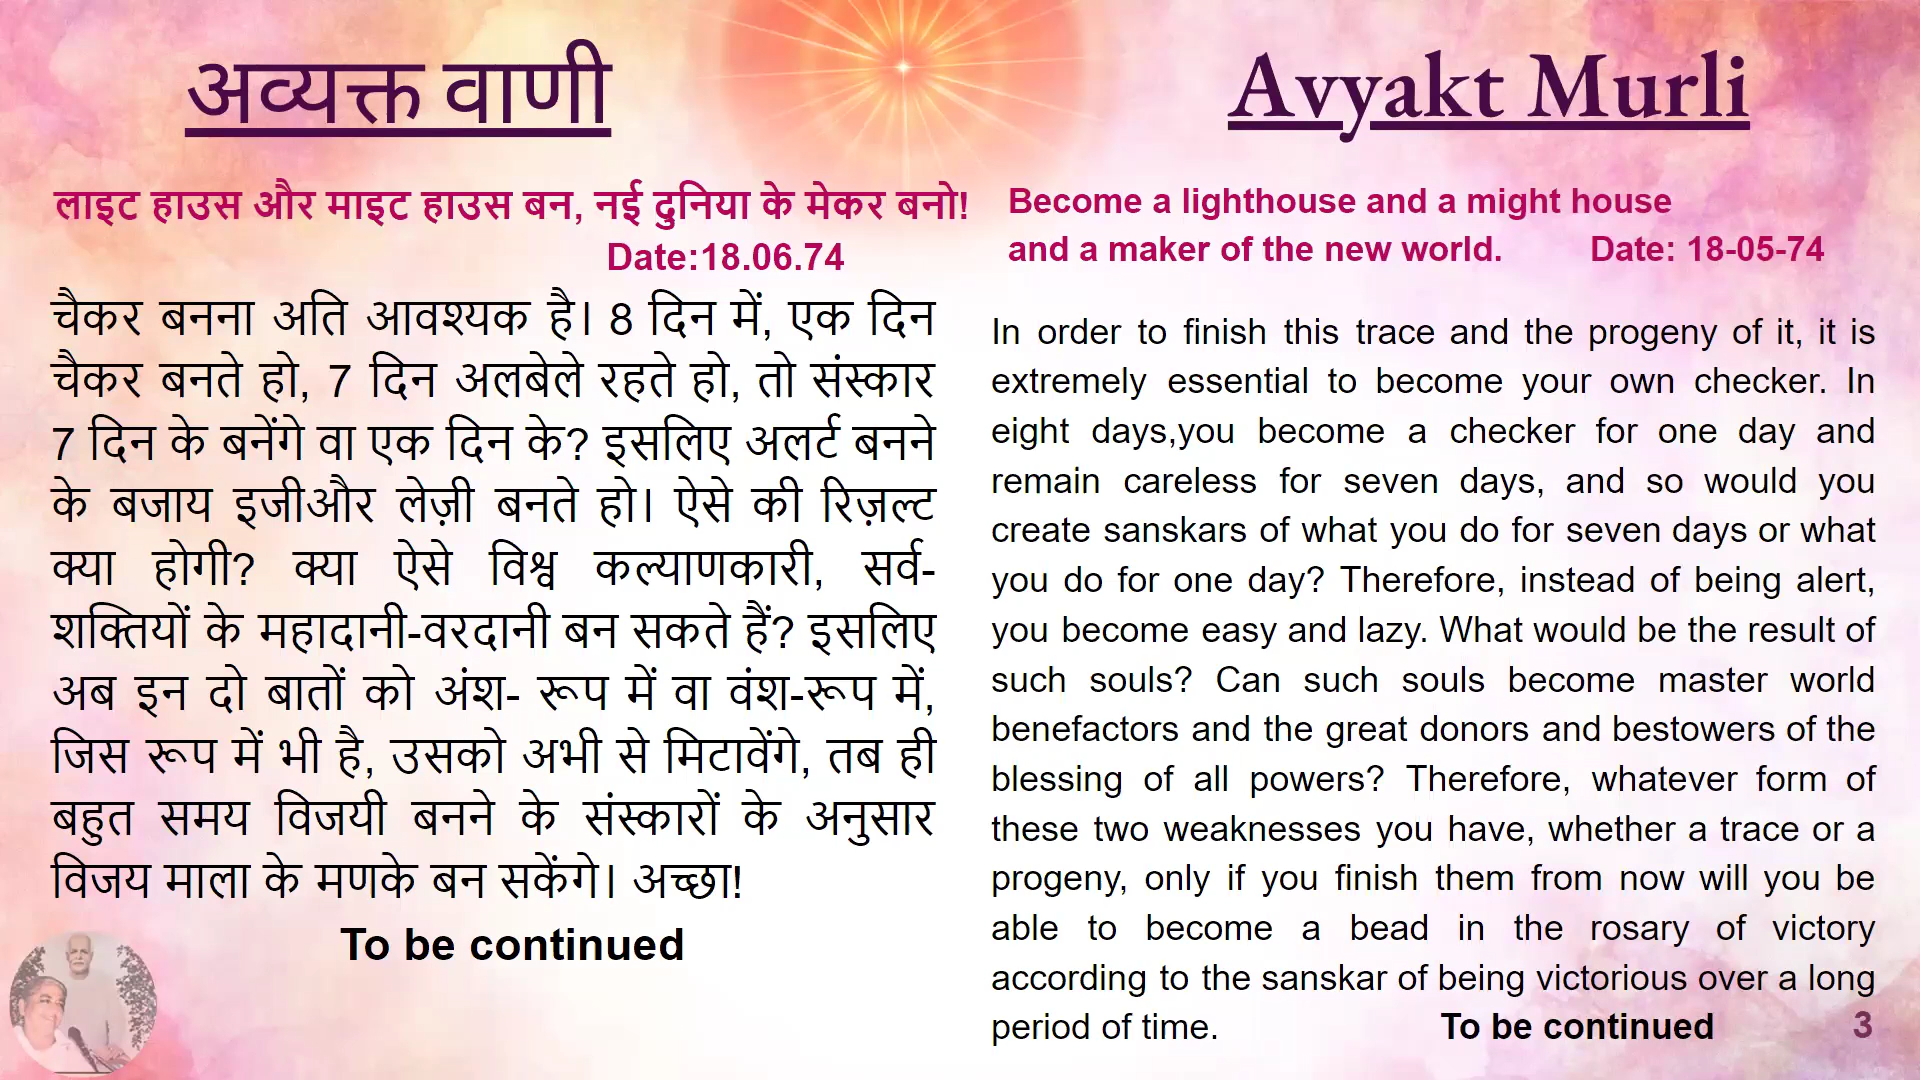 अव्यक्त वाणी
लाइट हाउस और माइट हाउस बन, नई दुनिया के मेकर बनो!
Date:18.06.74
चैकर बनना अति आवश्यक है। 8 दिन में, एक दिन
चैकर बनते हो, 7 दिन अलबेले रहते हो, तो संस्कार
7 दिन के बनेंगे वा एक दिन के? इसलिए अलर्ट बनने
के बजाय इजीऔर लेज़ी बनते हो। ऐसे की रिज़ल्ट
क्या होगी? क्या ऐसे विश्व कल्याणकारी, सर्व-
शक्तियों के महादानी-वरदानी बन सकते हैं? इसलिए
अब इन दो बातों को अंश- रूप में वा वंश-रूप में,
जिस रूप में भी है, उसको अभी से मिटावेंगे, तब ही
बहुत समय विजयी बनने के संस्कारों के अनुसार
विजय माला के मणके बन सकेंगे। अच्छा!
To be continued
Avyakt Murli
Become a lighthouse and a might house
and a maker of the new world. Date: 18-05-74
In order to finish this trace and the progeny of it, it is
extremely essential to become your own checker. In
eight days,you become a checker for one day and
remain careless for seven days, and so would you
create sanskars of what you do for seven days or what
you do for one day? Therefore, instead of being alert,
you become easy and lazy. What would be the result of
such souls? Can such souls become master world
benefactors and the great donors and bestowers of the
blessing of all powers? Therefore, whatever form of
these two weaknesses you have, whether a trace or a
progeny, only if you finish them from now will you be
able to become a bead in the rosary of victory
according to the sanskar of being victorious over a long
period of time. To be continued
3